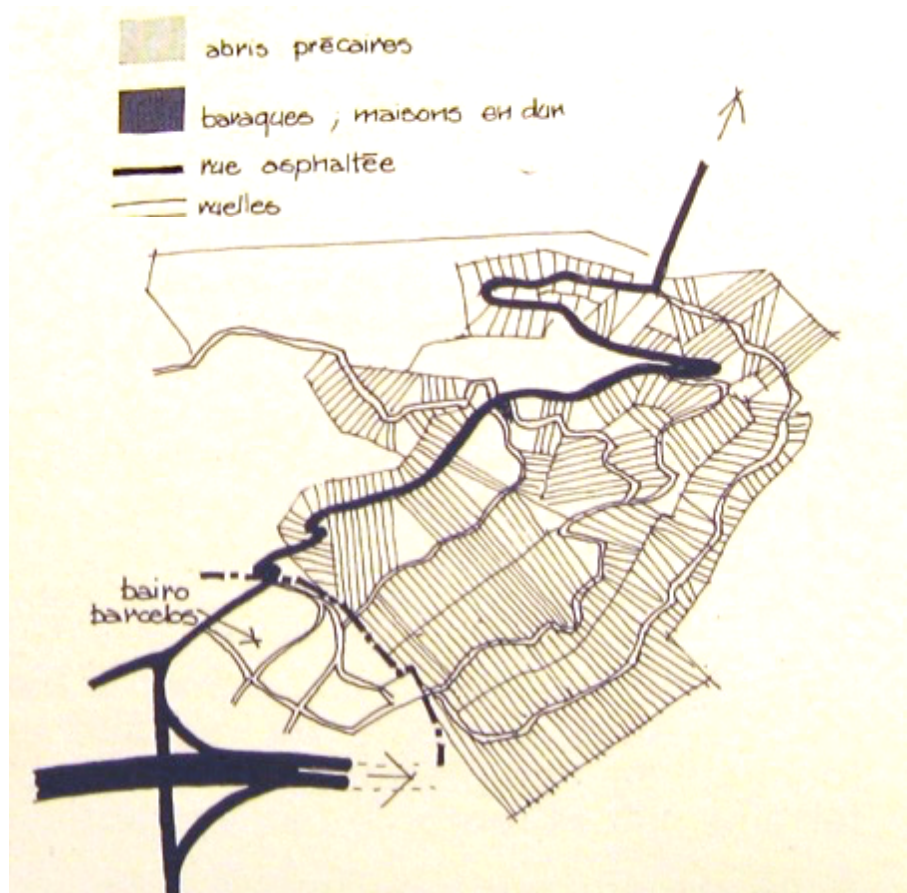 abris précaires
baraques ; maisons en dur
rue asphaltée
ruelles
bairo
barcelos